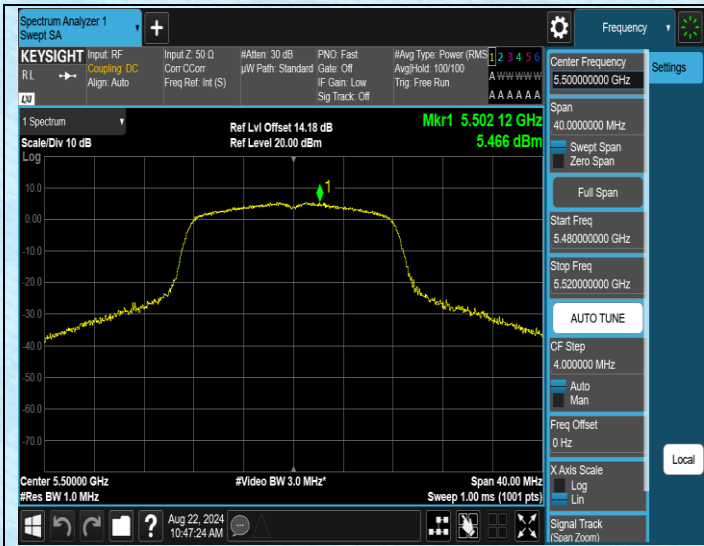 Spectrum Analyzer 1
Swept SA
+
Frequency
KEYSIGHT
RL
LXI
Input: RF
Coupling: DC
Align: Auto
Input Z: 50 Ω
Corr CCorr
Freq Ref: Int (S)
#Atten: 30 dB
µW Path: Standard
PNO: Fast
Gate: Off
IF Gain: Low
Sig Track: Off
#Avg Type: Power (RMS
Avg|Hold: 100/100
Trig: Free Run
1 2 3 4 5 6
A W W W W W
A A A A A A
1 Spectrum
Scale/Div 10 dB
Ref Lvl Offset 14.18 dB
Ref Level 20.00 dBm
Mkr1 5.502 12 GHz
5.466 dBm
Log
10.0
0.00
-10.0
-20.0
-30.0
-40.0
-50.0
-60.0
-70.0
1
Center 5.50000 GHz
#Res BW 1.0 MHz
#Video BW 3.0 MHz*
Span 40.00 MHz
Sweep 1.00 ms (1001 pts)
?
Aug 22, 2024
10:47:24 AM
Center Frequency
5.500000000 GHz
Span
40.0000000 MHz
Swept Span
Zero Span
Full Span
Start Freq
5.480000000 GHz
Stop Freq
5.520000000 GHz
AUTO TUNE
CF Step
4.000000 MHz
Auto
Man
Freq Offset
0 Hz
X Axis Scale
Log
Lin
Signal Track
(Span Zoom)
Settings
Local